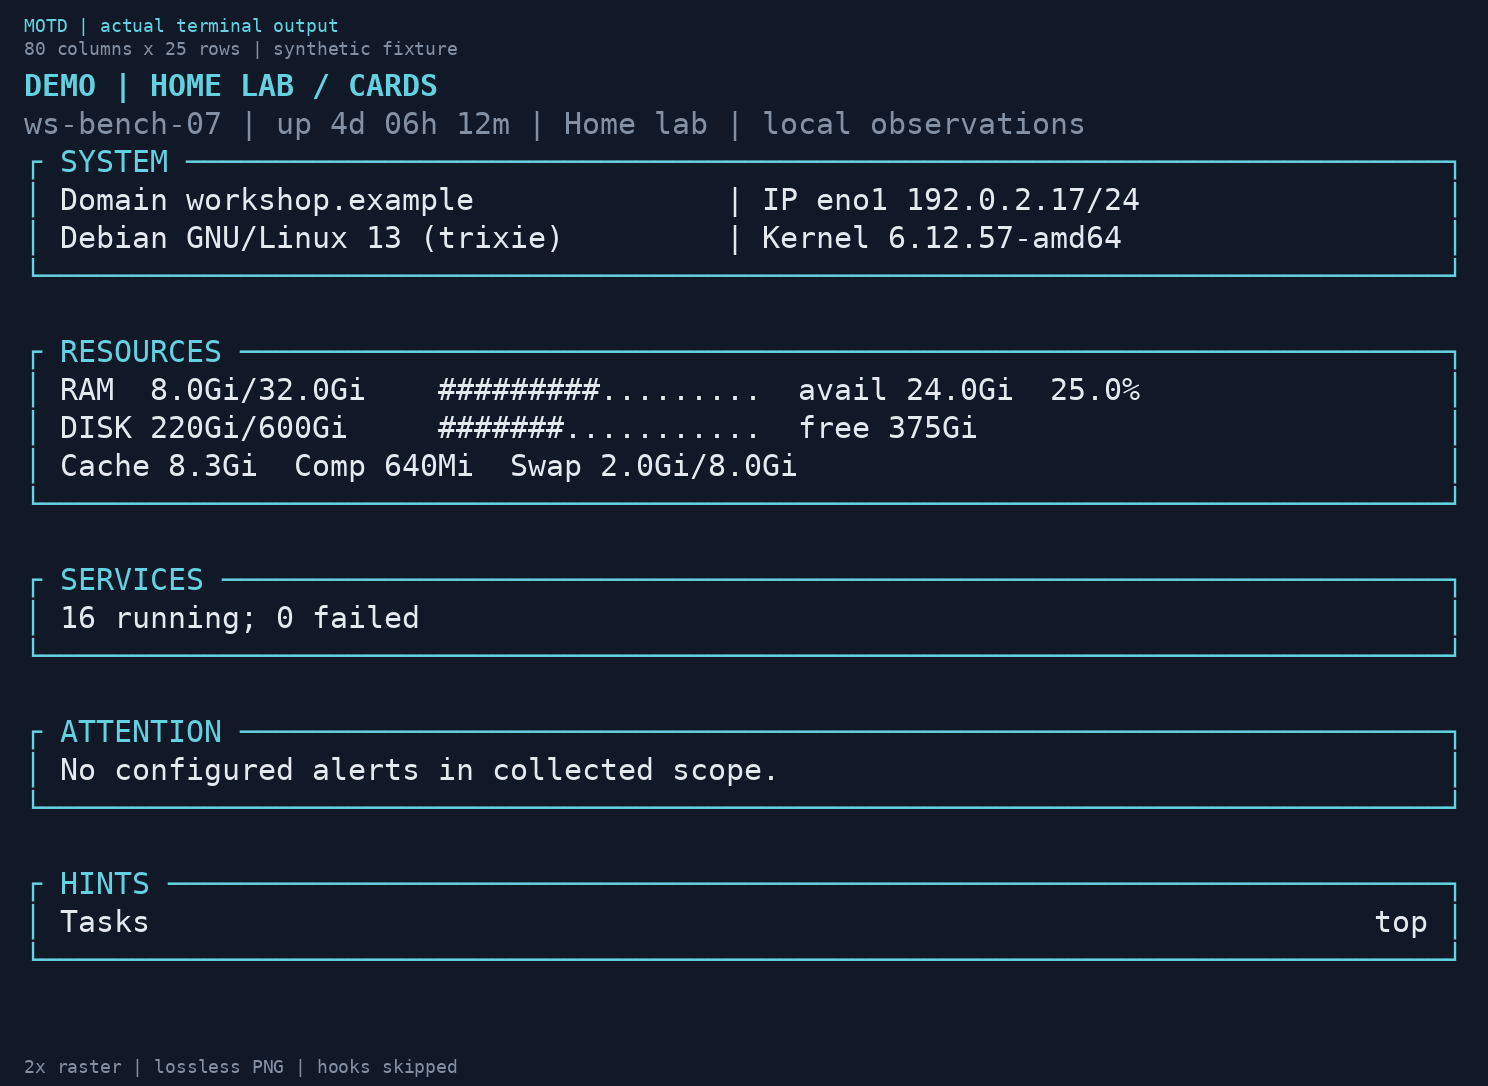 MOTD | actual terminal output
80 columns x 25 rows | synthetic fixture
DEMO | HOME LAB / CARDS
ws-bench-07 | up 4d 06h 12m | Home lab | local observations
SYSTEM
Domain workshop.example | IP eno1 192.0.2.17/24
Debian GNU/Linux 13 (trixie) | Kernel 6.12.57-amd64
RESOURCES
RAM  8.0Gi/32.0Gi    #########.........  avail 24.0Gi  25.0%
DISK 220Gi/600Gi     #######...........  free 375Gi
Cache 8.3Gi  Comp 640Mi  Swap 2.0Gi/8.0Gi
SERVICES
16 running; 0 failed
ATTENTION
No configured alerts in collected scope.
HINTS
Tasks top
2x raster | lossless PNG | hooks skipped